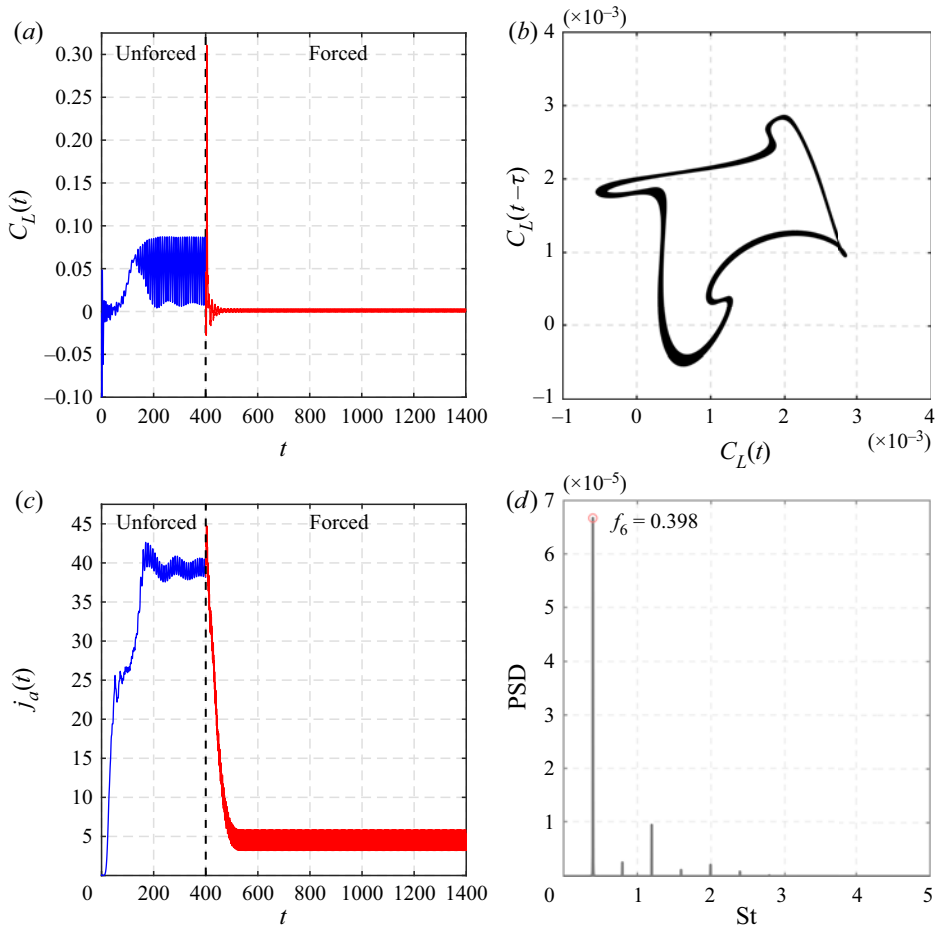 (a)
Unforced
Forced
0.30
0.25
0.20
0.15
0.10
0.05
0
−0.05
−0.10
C_L(t)
0 200 400 600 800 1000 1200 1400
t
(b)
(×10⁻³)
4
3
2
1
0
−1
C_L(t−τ)
−1 0 1 2 3 4
(×10⁻³)
C_L(t)
(c)
Unforced
Forced
45
40
35
30
25
20
15
10
5
j_a(t)
0 200 400 600 800 1000 1200 1400
t
(d)
(×10⁻⁵)
7
6
5
4
3
2
1
f₆ = 0.398
PSD
0 1 2 3 4 5
St